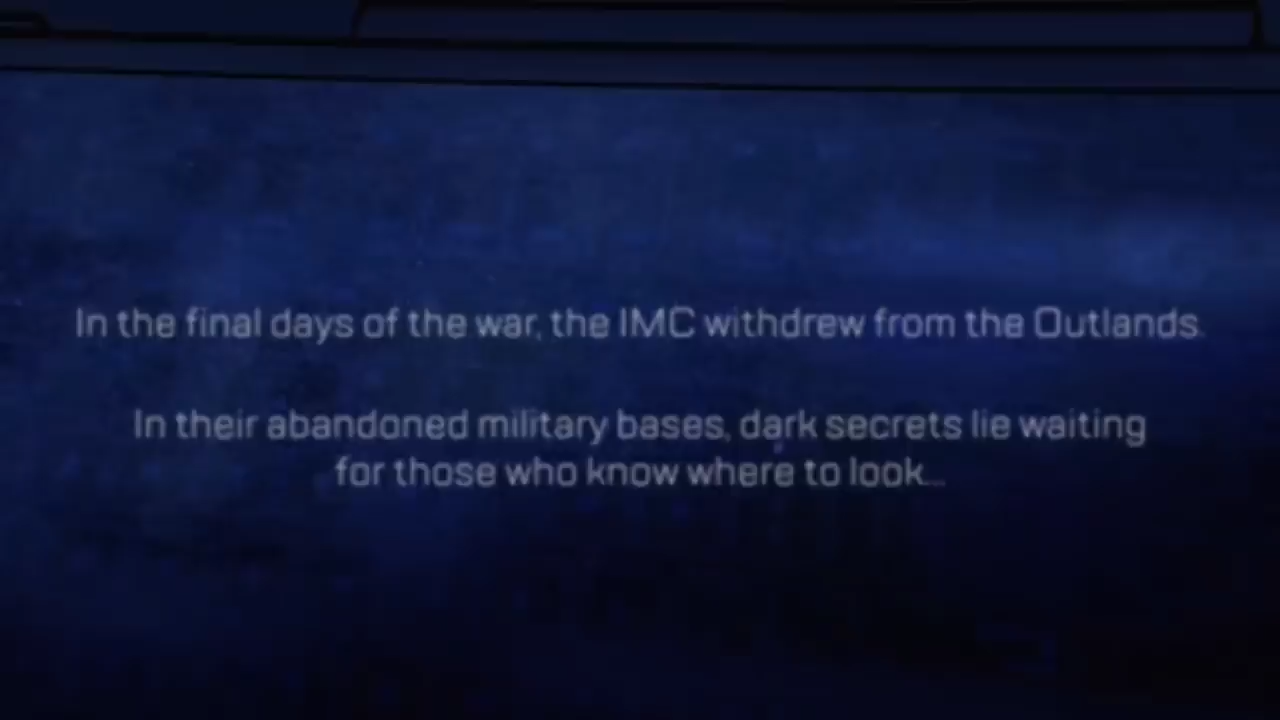 In the final days of the war, the IMC withdrew from the Outlands.
In their abandoned military bases, dark secrets lie waiting
for those who know where to look...